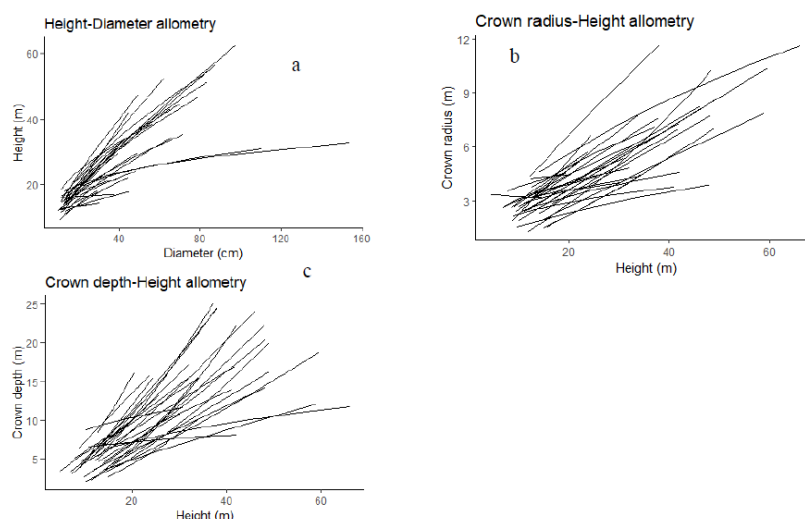 Height-Diameter allometry
a
60
40
20
Height (m)
40
80
120
160
Diameter (cm)
Crown radius-Height allometry
b
12
9
6
3
Crown radius (m)
20
40
60
Height (m)
c
Crown depth-Height allometry
25
20
15
10
5
Crown depth (m)
20
40
60
Height (m)